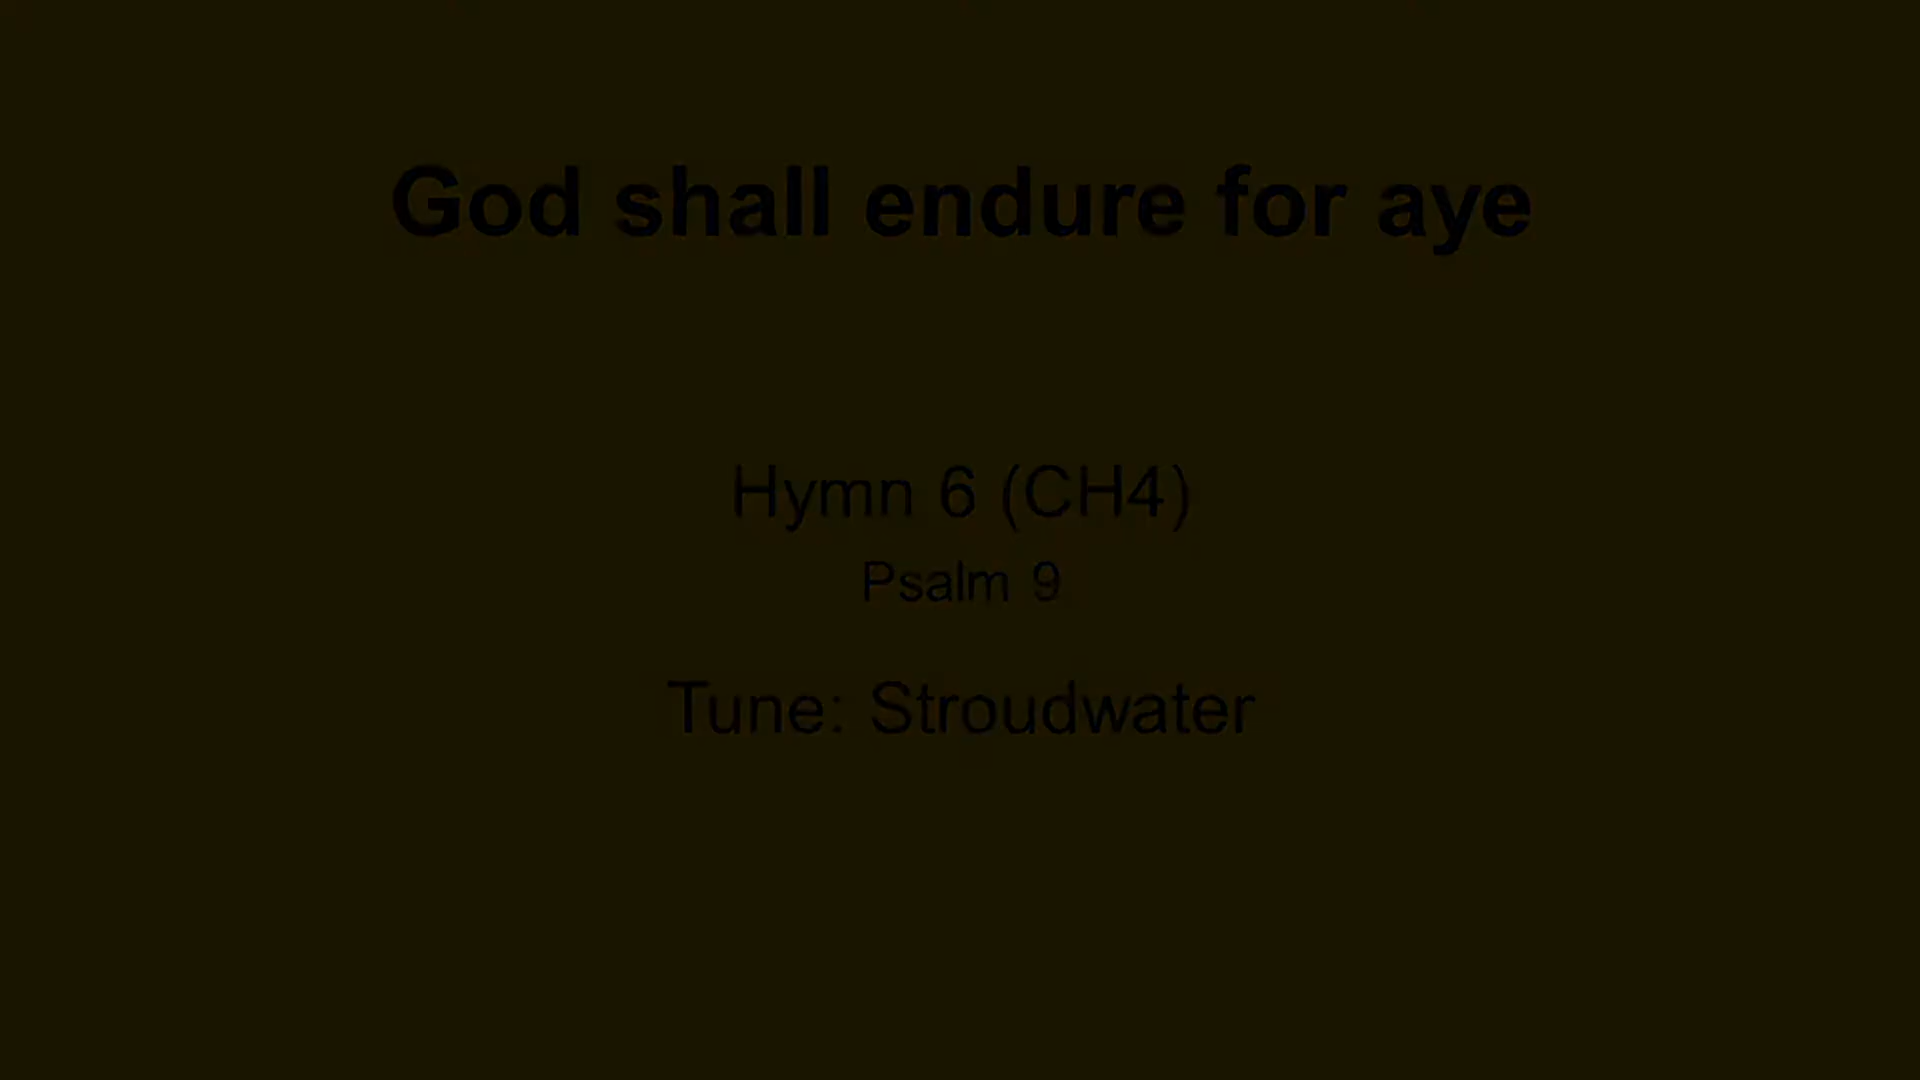 God shall endure for aye
Hymn 6 (CH4)
Psalm 9
Tune: Stroudwater